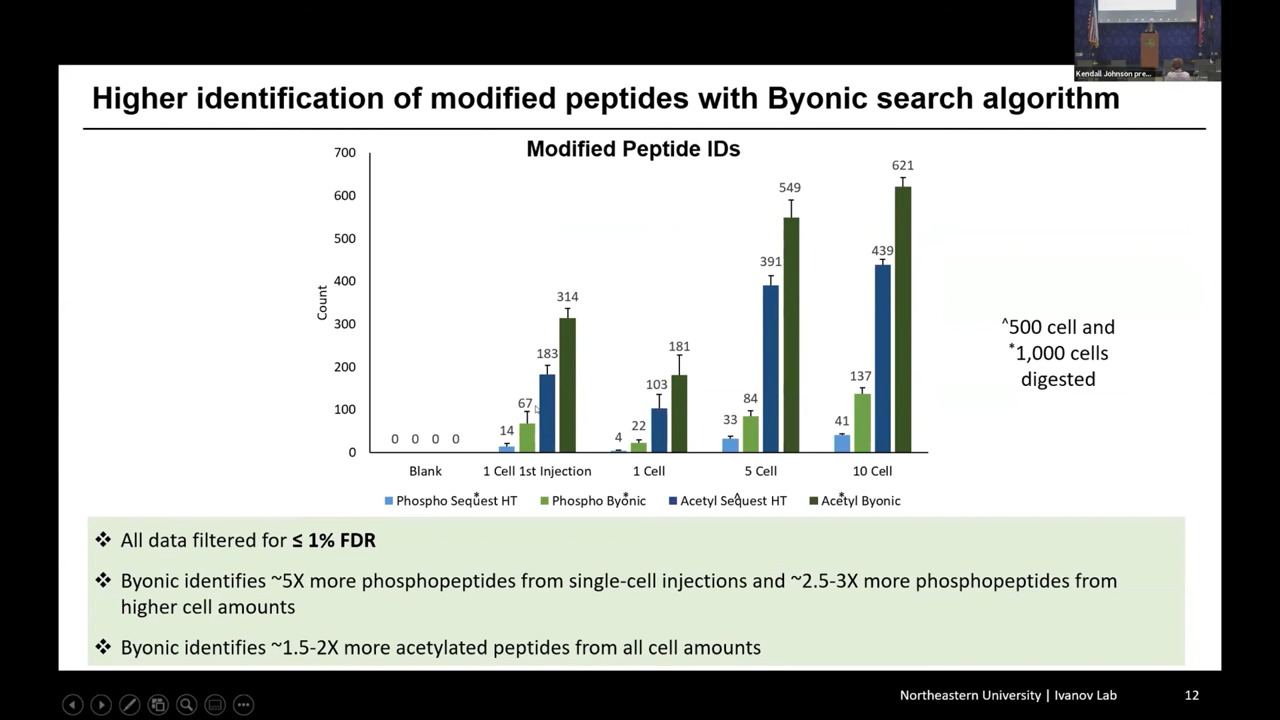 Kendall Johnson pre...
Higher identification of modified peptides with Byonic search algorithm
Modified Peptide IDs
700
600
500
400
300
200
100
0
Count
0 0 0 0
14 67 183 314
4 22 103 181
33 84 391 549
41 137 439 621
Blank 1 Cell 1st Injection 1 Cell 5 Cell 10 Cell
* * ^ *
Phospho Sequest HT Phospho Byonic Acetyl Sequest HT Acetyl Byonic
^500 cell and
*1,000 cells
digested
❖ All data filtered for ≤ 1% FDR
❖ Byonic identifies ~5X more phosphopeptides from single-cell injections and ~2.5-3X more phosphopeptides from
higher cell amounts
❖ Byonic identifies ~1.5-2X more acetylated peptides from all cell amounts
Northeastern University | Ivanov Lab 12